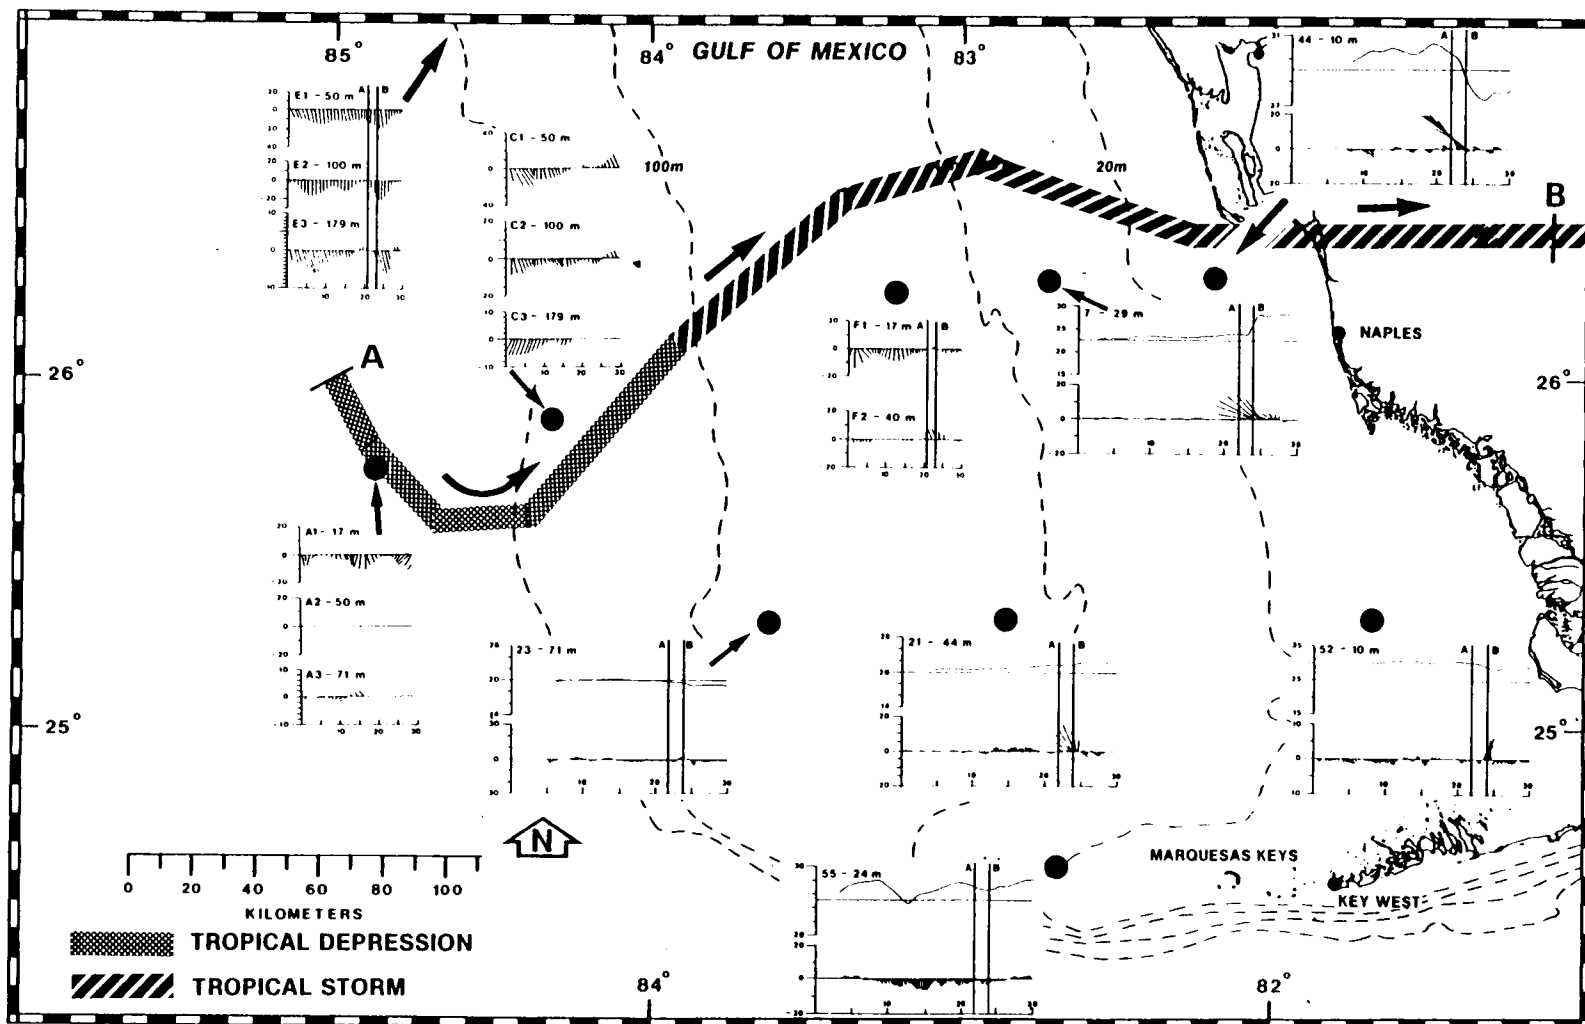 85°
84°
GULF OF MEXICO
83°
44 - 10 m
A B
E1 - 50 m
A B
E2 - 100 m
E3 - 179 m
C1 - 50 m
C2 - 100 m
C3 - 179 m
100m
20m
B
A
26°
26°
NAPLES
F1 - 17 m
A B
F2 - 40 m
7 - 29 m
A B
A1 - 17 m
A2 - 50 m
A3 - 71 m
23 - 71 m
A B
21 - 44 m
A B
52 - 10 m
A B
25°
25°
N
0 20 40 60 80 100
KILOMETERS
55 - 24 m
A B
MARQUESAS KEYS
KEY WEST
TROPICAL DEPRESSION
TROPICAL STORM
84°
82°